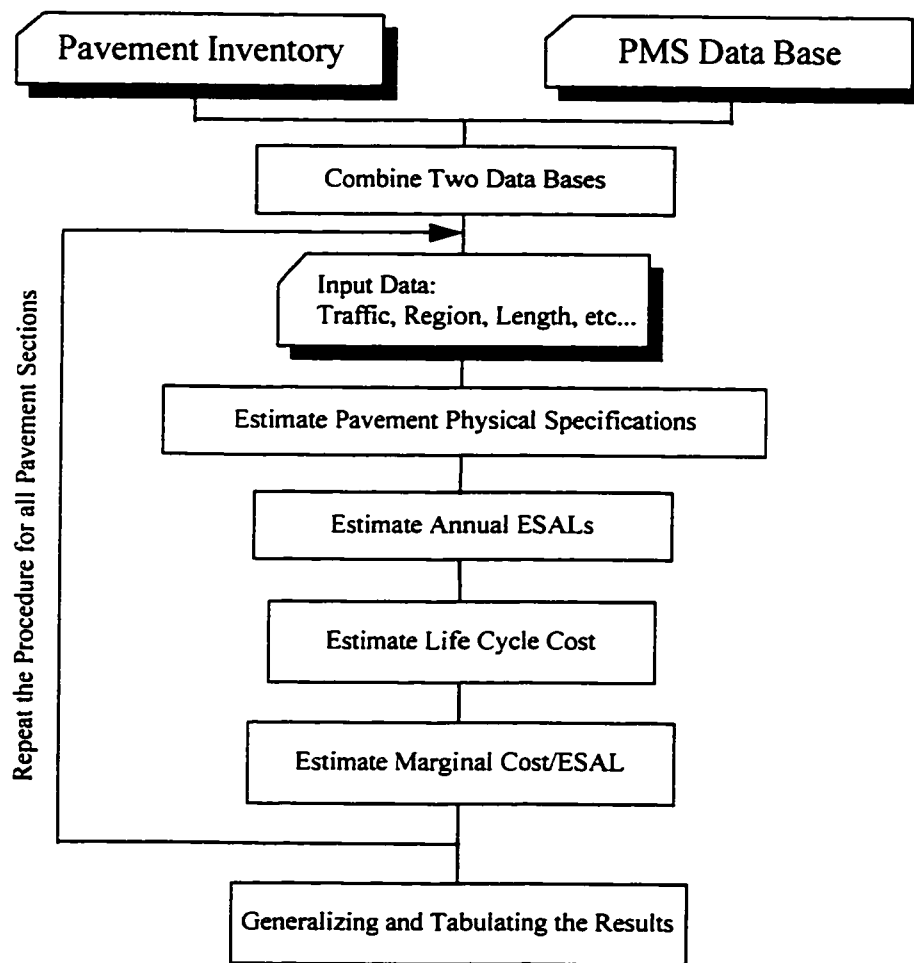 Pavement Inventory
PMS Data Base
Combine Two Data Bases
Input Data:
Traffic, Region, Length, etc...
Estimate Pavement Physical Specifications
Estimate Annual ESALs
Estimate Life Cycle Cost
Estimate Marginal Cost/ESAL
Repeat the Procedure for all Pavement Sections
Generalizing and Tabulating the Results